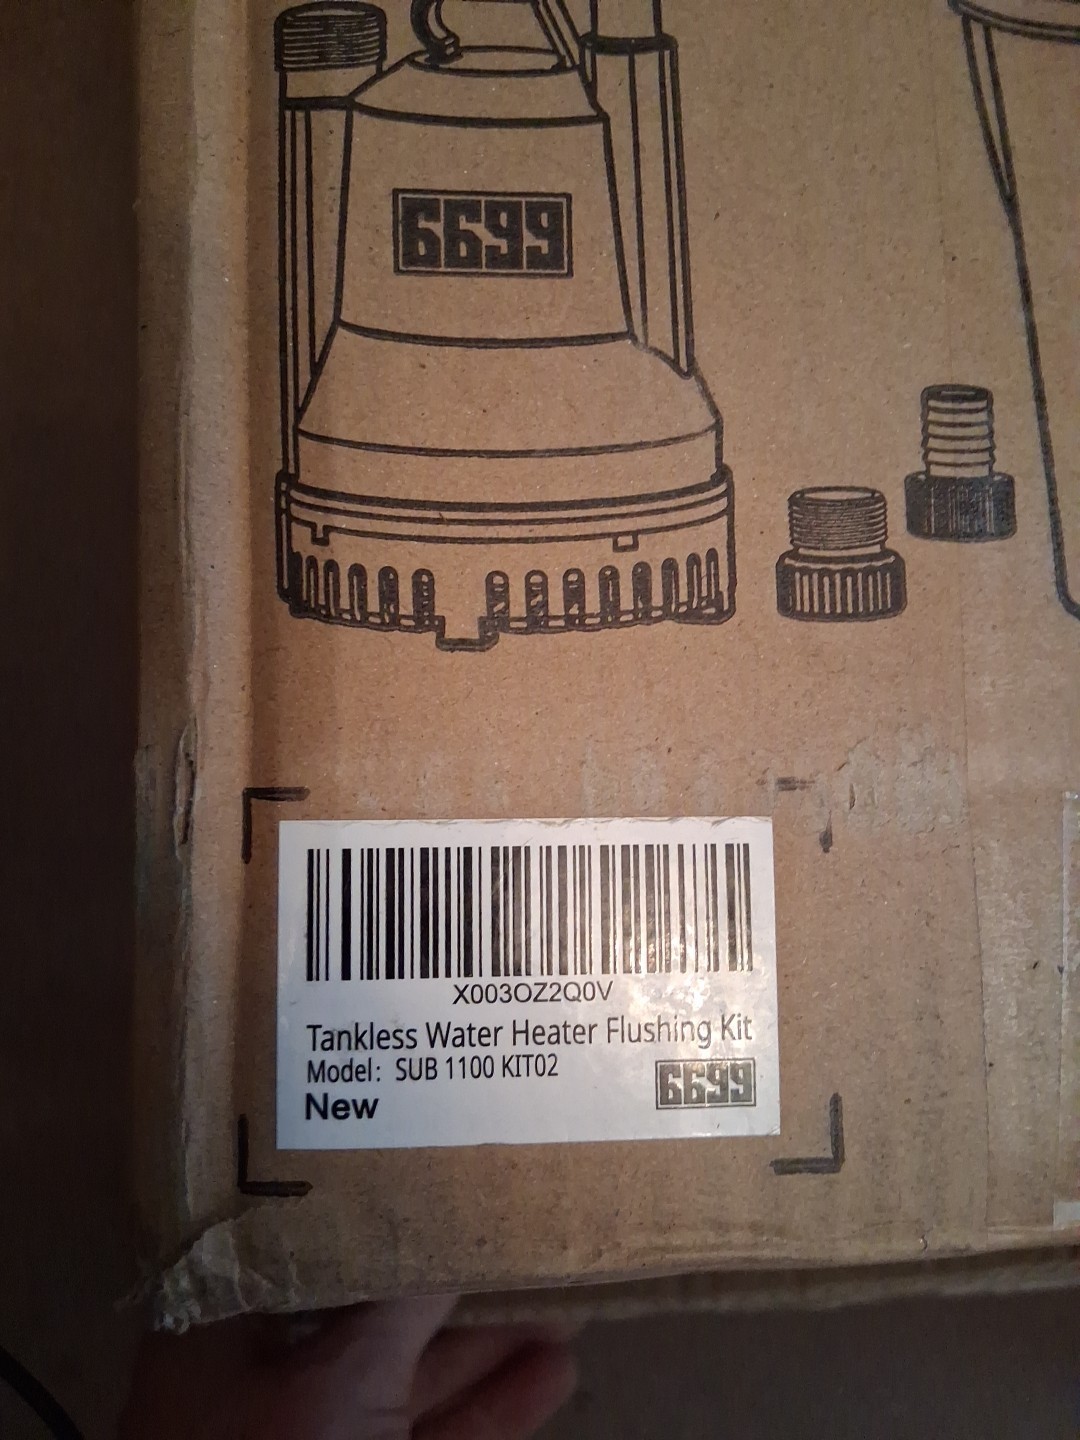 6699
X003OZ2Q0V
Tankless Water Heater Flushing Kit
Model: SUB 1100 KIT02
6699
New